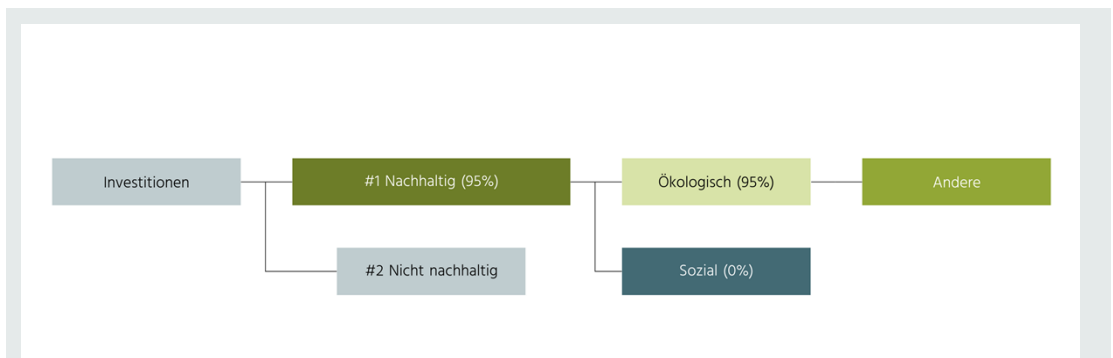 Investitionen
#1 Nachhaltig (95%)
Ökologisch (95%)
Andere
#2 Nicht nachhaltig
Sozial (0%)